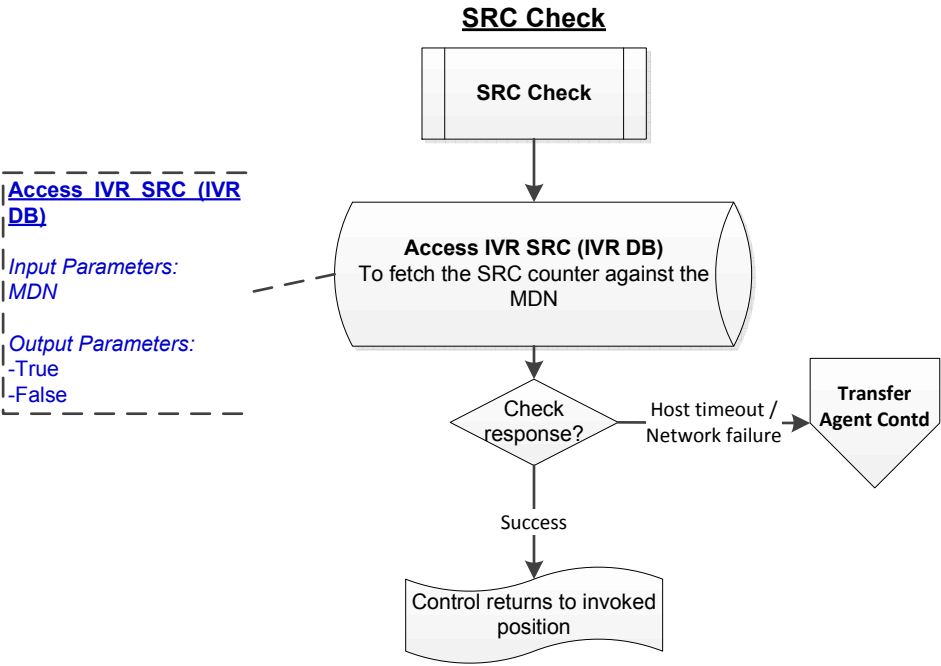 SRC Check
SRC Check
Access IVR SRC (IVR
DB)
Input Parameters:
MDN
Output Parameters:
-True
-False
Access IVR SRC (IVR DB)
To fetch the SRC counter against the
MDN
Check
response?
Host timeout /
Network failure
Transfer
Agent Contd
Success
Control returns to invoked
position